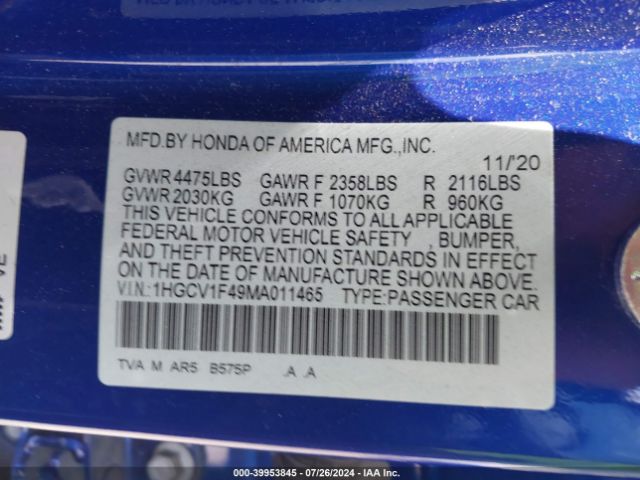 MFD.BY HONDA OF AMERICA MFG.,INC.
11/'20
GVWR 4475LBS GAWR F 2358LBS R 2116LBS
GVWR 2030KG GAWR F 1070KG R 960KG
THIS VEHICLE CONFORMS TO ALL APPLICABLE
FEDERAL MOTOR VEHICLE SAFETY , BUMPER,
AND THEFT PREVENTION STANDARDS IN EFFECT
ON THE DATE OF MANUFACTURE SHOWN ABOVE.
V.I.N.:1HGCV1F49MA011465 TYPE:PASSENGER CAR
TVA M AR5 B575P .A .A
VE
000-39953845 - 07/26/2024 - IAA Inc.